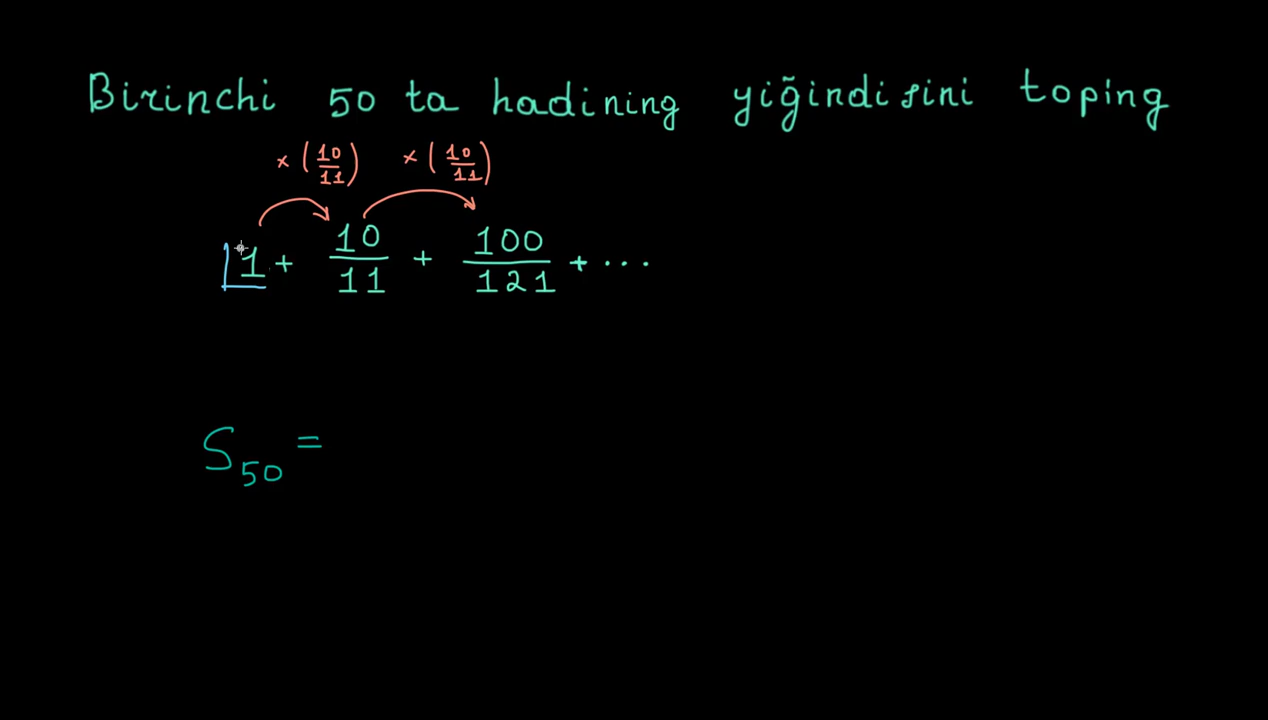 Birinchi 50 ta hadining yiğindisini toping
× (10/11) × (10/11)
1 + 10/11 + 100/121 + ...
S₅₀ =